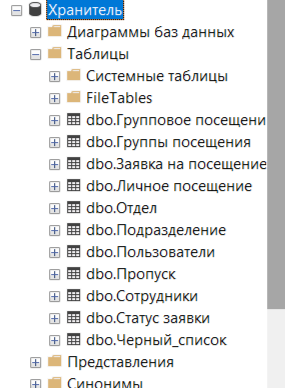 Хранитель
Диаграммы баз данных
Таблицы
Системные таблицы
FileTables
dbo.Групповое посещени
dbo.Группы посещения
dbo.Заявка на посещение
dbo.Личное посещение
dbo.Отдел
dbo.Подразделение
dbo.Пользователи
dbo.Пропуск
dbo.Сотрудники
dbo.Статус заявки
dbo.Черный_список
Представления
Синонимы